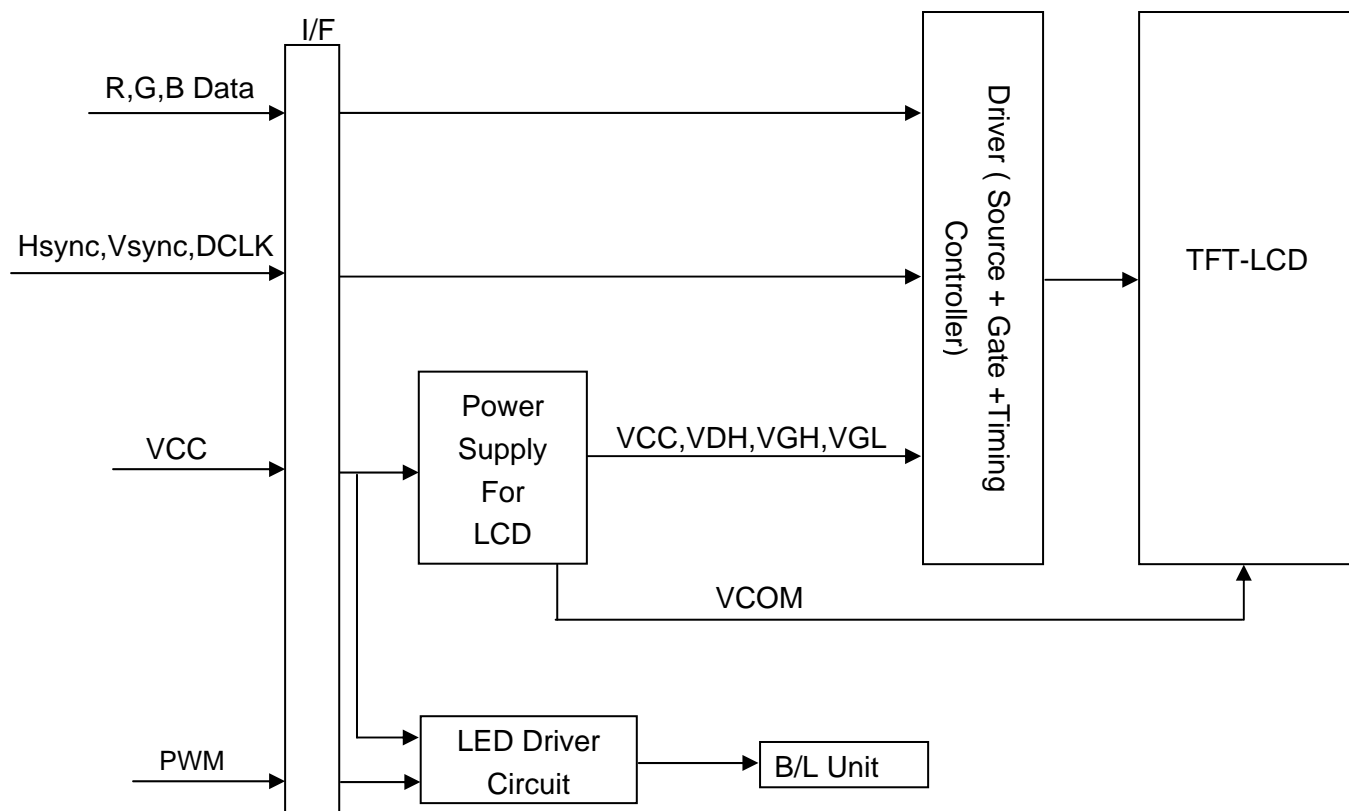 I/F
R,G,B Data
Hsync,Vsync,DCLK
VCC
PWM
Power
Supply
For
LCD
VCC,VDH,VGH,VGL
VCOM
LED Driver
Circuit
B/L Unit
Driver ( Source + Gate +Timing
Controller)
TFT-LCD